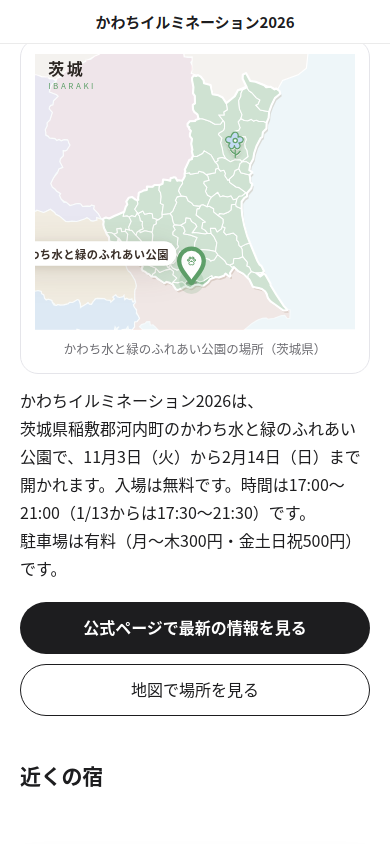 かわちイルミネーション2026
茨城
IBARAKI
ち水と緑のふれあい公園
かわち水と緑のふれあい公園の場所（茨城県）
かわちイルミネーション2026は、
茨城県稲敷郡河内町のかわち水と緑のふれあい
公園で、11月3日（火）から2月14日（日）まで
開かれます。入場は無料です。時間は17:00〜
21:00（1/13からは17:30〜21:30）です。
駐車場は有料（月〜木300円・金土日祝500円）
です。
公式ページで最新の情報を見る
地図で場所を見る
近くの宿